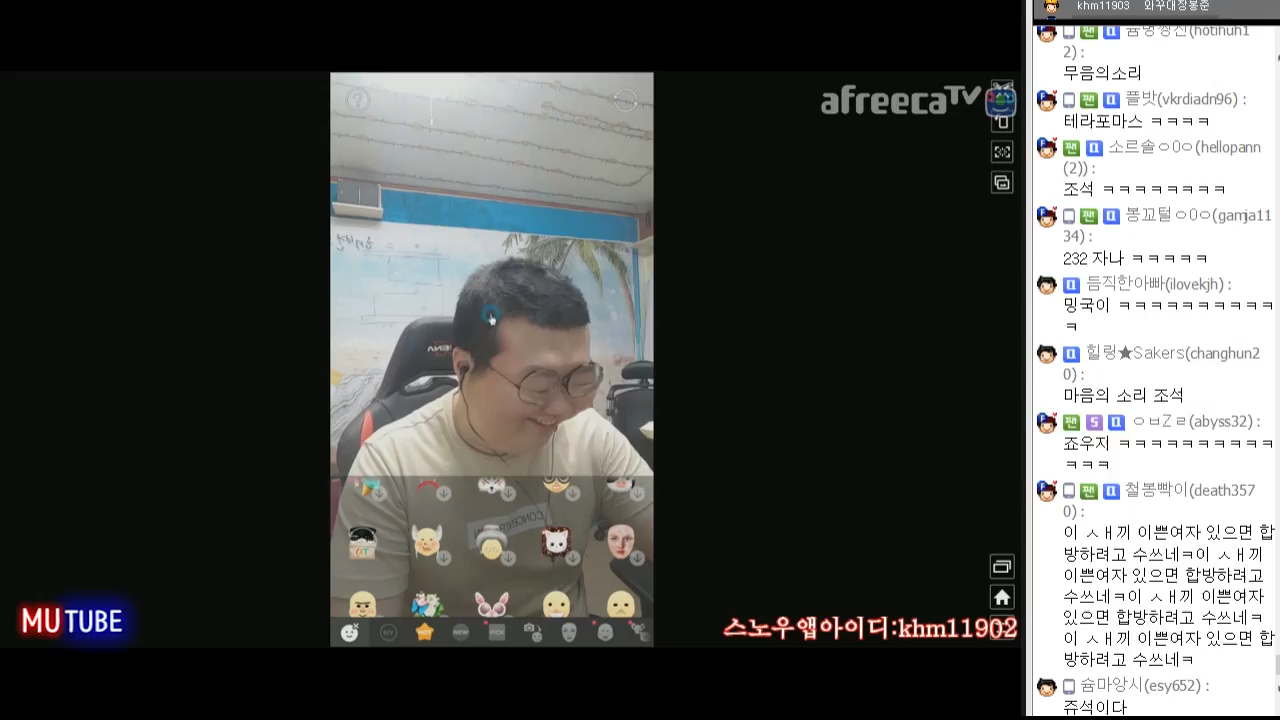 khm11903 와꾸대장봉준
12) :
무음의소리
플밧(vkrdiadn96) :
테라포마스 ㅋㅋㅋㅋ
소르솔ㅇ0ㅇ(hellopann
(2)) :
조석 ㅋㅋㅋㅋㅋㅋㅋㅋ
봉꼬털ㅇ0ㅇ(gamja11
34) :
232 자나 ㅋㅋㅋㅋㅋ
듬직한아빠(ilovekjh) :
밍국이 ㅋㅋㅋㅋㅋㅋㅋㅋㅋㅋ
ㅋ
힐링★Sakers(changhun2
0) :
마음의 소리 조석
ㅇㅂZㄹ(abyss32) :
죠우지 ㅋㅋㅋㅋㅋㅋㅋㅋㅋㅋ
ㅋㅋㅋ
철봉빡이(death357
0) :
이 ㅅㅐ끼 이쁜여자 있으면 합
방하려고 수쓰네ㅋ이 ㅅㅐ끼
이쁜여자 있으면 합방하려고
수쓰네ㅋ이 ㅅㅐ끼 이쁜여자
있으면 합방하려고 수쓰네ㅋ
이 ㅅㅐ끼 이쁜여자 있으면 합
방하려고 수쓰네ㅋ
슘마앙시(esy652) :
쥬석이다
afreecaTV
MY HOT NEW PICK
MUTUBE
스노우앱아이디:khm11902